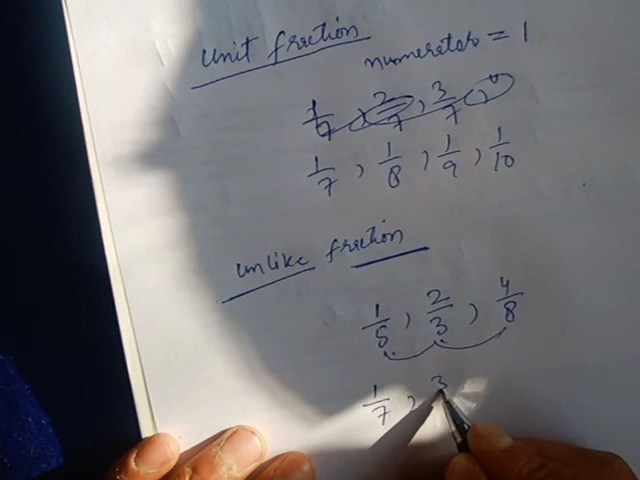 unit fraction
numerator = 1
1/7, 2/7, 3/7,
1/7, 1/8, 1/9, 1/10
unlike fraction
1/5, 2/3, 4/8
1/7, 3